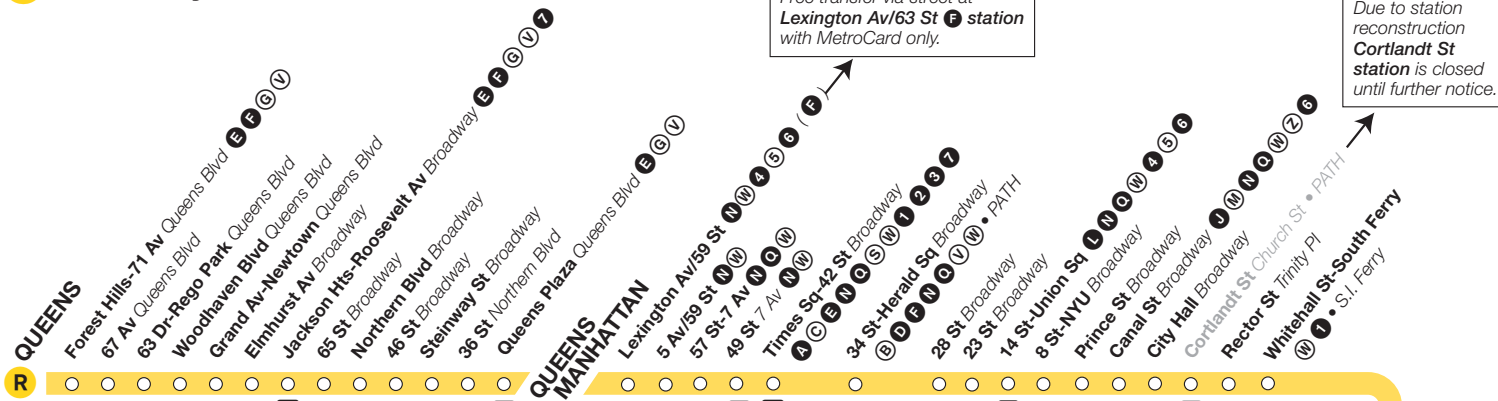 Lexington Av/63 St F station
with MetroCard only.
Due to station
reconstruction
Cortlandt St
station is closed
until further notice.
QUEENS
Forest Hills-71 Av Queens Blvd E F G V
67 Av Queens Blvd
63 Dr-Rego Park Queens Blvd
Woodhaven Blvd Queens Blvd
Grand Av-Newtown Queens Blvd
Elmhurst Av Broadway
Jackson Hts-Roosevelt Av Broadway E F G V 7
65 St Broadway
Northern Blvd Broadway
46 St Broadway
Steinway St Broadway
36 St Northern Blvd
Queens Plaza Queens Blvd E G V
QUEENS
MANHATTAN
Lexington Av/59 St N W 4 5 6 ( F )
5 Av/59 St N W
57 St-7 Av N Q W
49 St 7 Av N W
Times Sq-42 St Broadway
A C E N Q S W 1 2 3 7
34 St-Herald Sq Broadway
B D F N Q V W • PATH
28 St Broadway
23 St Broadway
14 St-Union Sq L N Q W 4 5 6
8 St-NYU Broadway
Prince St Broadway
Canal St Broadway J M N Q W Z 6
City Hall Broadway
Cortlandt St Church St • PATH
Rector St Trinity Pl
Whitehall St-South Ferry
W 1 • S.I. Ferry
R